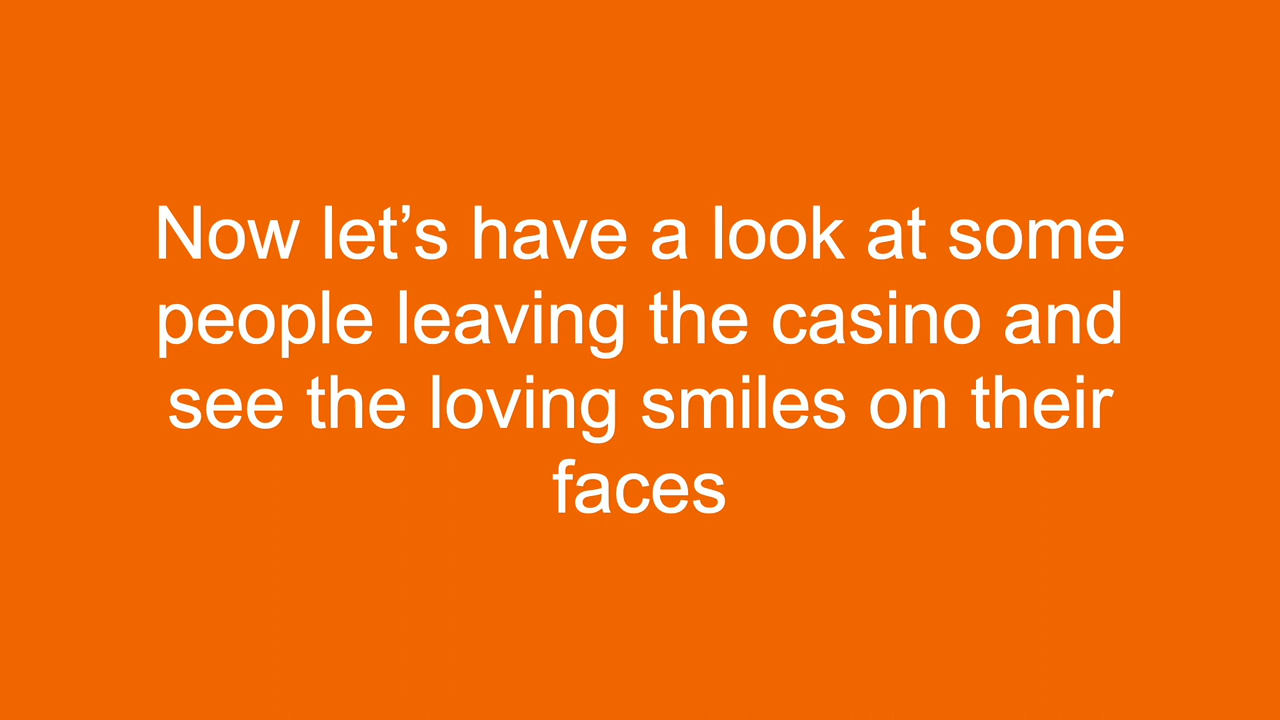 Now let’s have a look at some
people leaving the casino and
see the loving smiles on their
faces